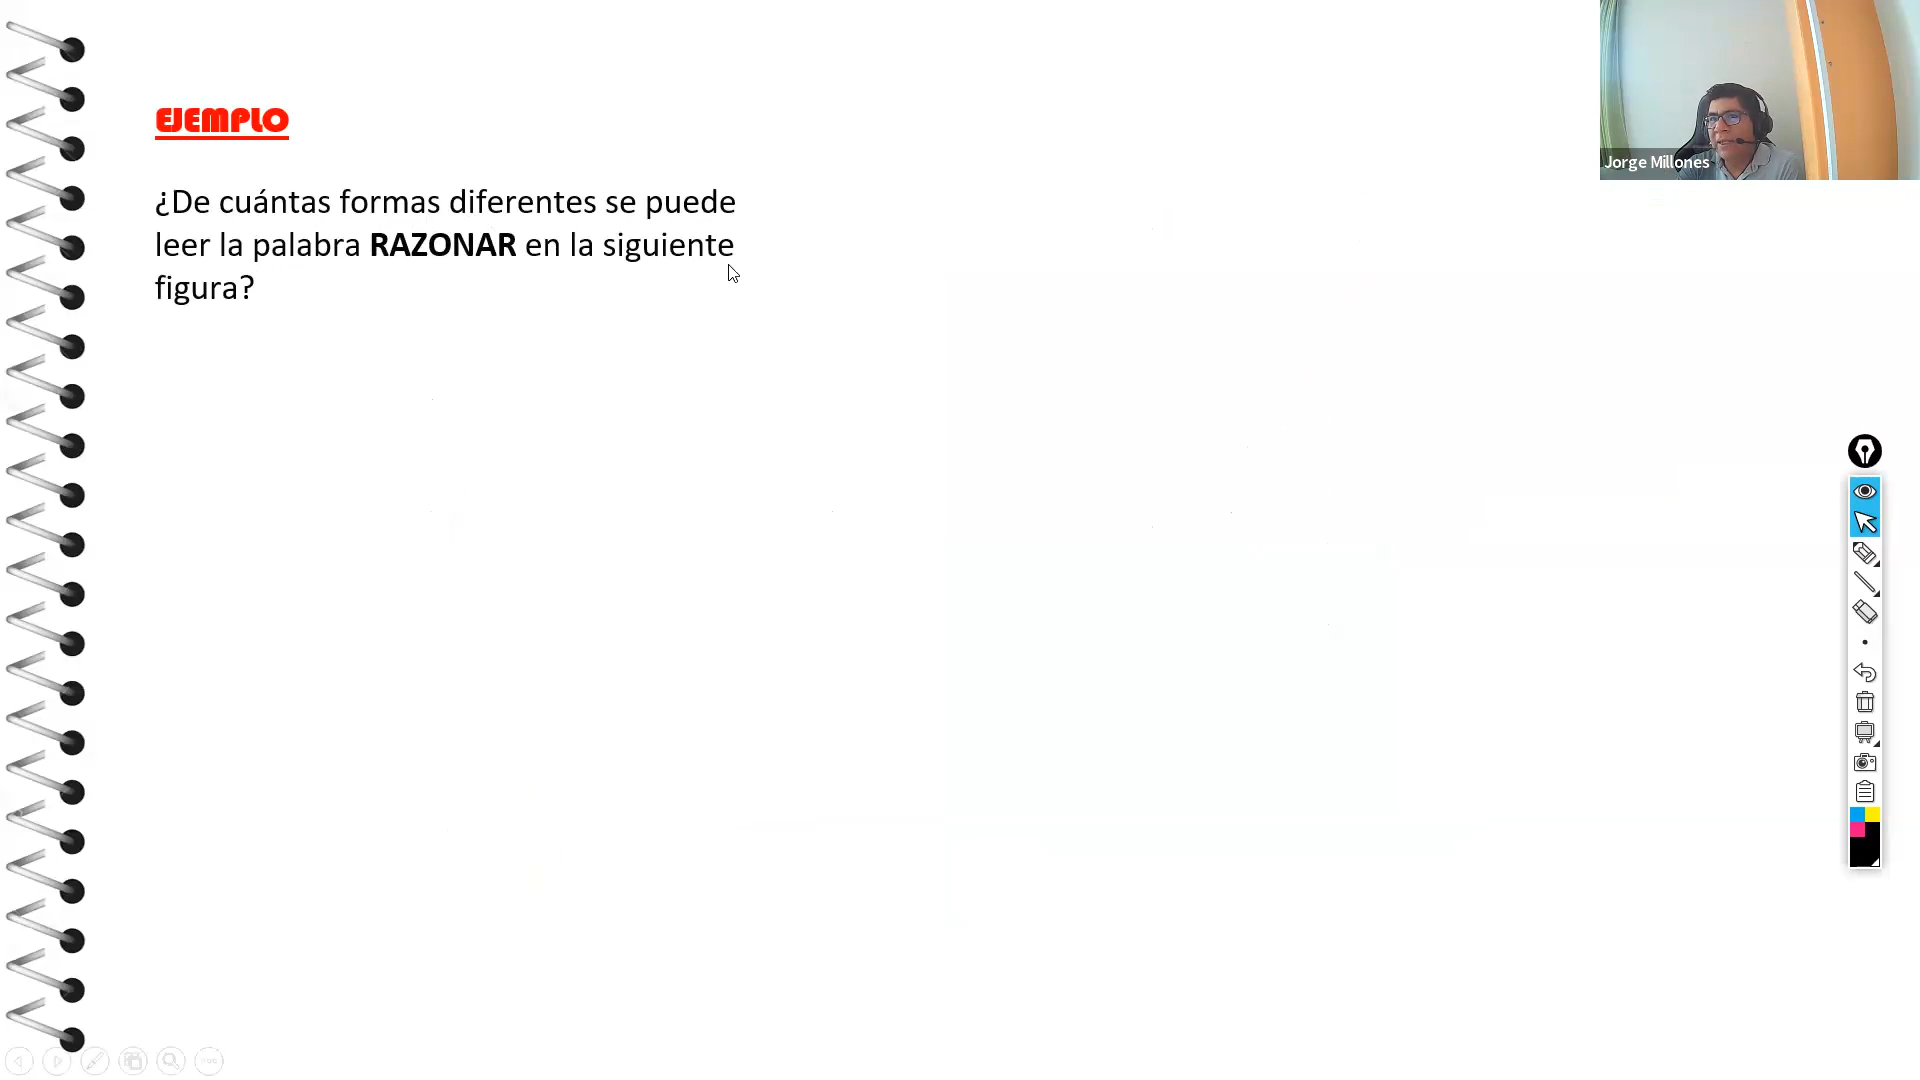 EJEMPLO
¿De cuántas formas diferentes se puede
leer la palabra RAZONAR en la siguiente
figura?
Jorge Millones